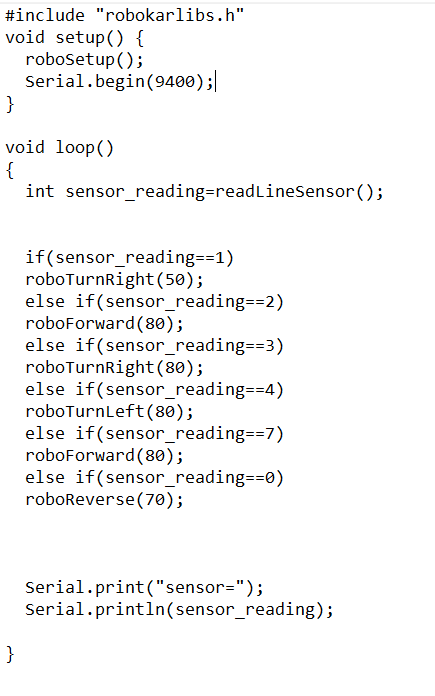 #include "robokarlibs.h"
void setup() {
  roboSetup();
  Serial.begin(9400);
}

void loop()
{
  int sensor_reading=readLineSensor();


  if(sensor_reading==1)
  roboTurnRight(50);
  else if(sensor_reading==2)
  roboForward(80);
  else if(sensor_reading==3)
  roboTurnRight(80);
  else if(sensor_reading==4)
  roboTurnLeft(80);
  else if(sensor_reading==7)
  roboForward(80);
  else if(sensor_reading==0)
  roboReverse(70);



  Serial.print("sensor=");
  Serial.println(sensor_reading);

}